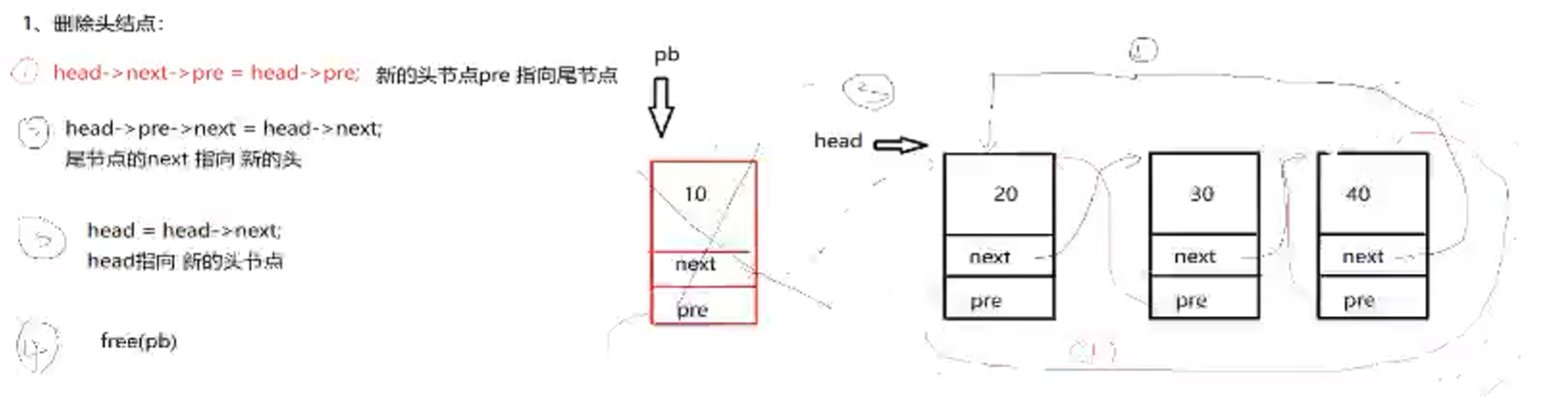 1、删除头结点：
① head->next->pre = head->pre; 新的头节点pre 指向尾节点
② head->pre->next = head->next;
尾节点的next 指向 新的头
③ head = head->next;
head指向 新的头节点
④ free(pb)
pb
10
next
pre
②
①
head
20
next
pre
30
next
pre
40
next
pre